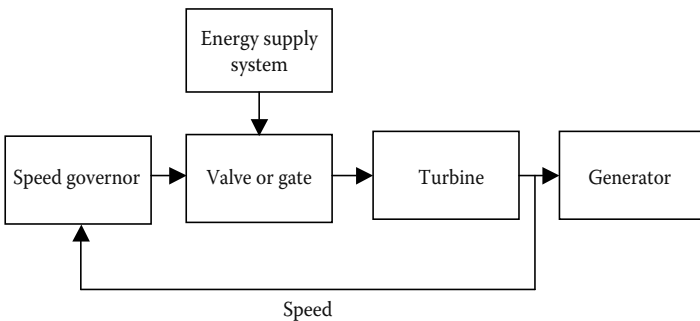 Energy supply
system
Speed governor
Valve or gate
Turbine
Generator
Speed